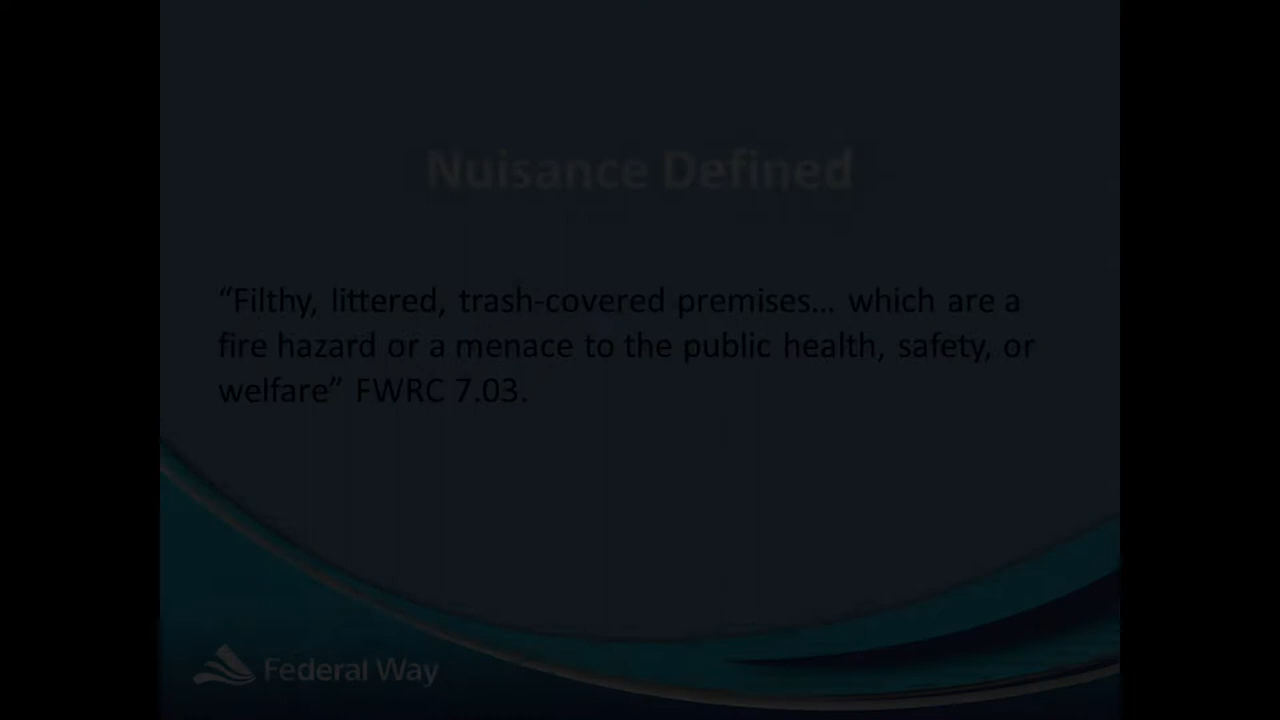 Nuisance Defined
“Filthy, littered, trash-covered premises… which are a
fire hazard or a menace to the public health, safety, or
welfare” FWRC 7.03.
Federal Way